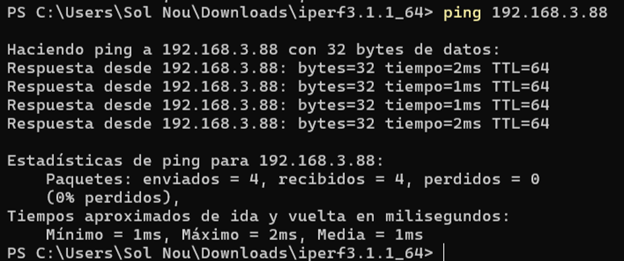 PS C:\Users\Sol Nou\Downloads\iperf3.1.1_64> ping 192.168.3.88
Haciendo ping a 192.168.3.88 con 32 bytes de datos:
Respuesta desde 192.168.3.88: bytes=32 tiempo=2ms TTL=64
Respuesta desde 192.168.3.88: bytes=32 tiempo=1ms TTL=64
Respuesta desde 192.168.3.88: bytes=32 tiempo=1ms TTL=64
Respuesta desde 192.168.3.88: bytes=32 tiempo=2ms TTL=64
Estadísticas de ping para 192.168.3.88:
Paquetes: enviados = 4, recibidos = 4, perdidos = 0
(0% perdidos),
Tiempos aproximados de ida y vuelta en milisegundos:
Mínimo = 1ms, Máximo = 2ms, Media = 1ms
PS C:\Users\Sol Nou\Downloads\iperf3.1.1_64>